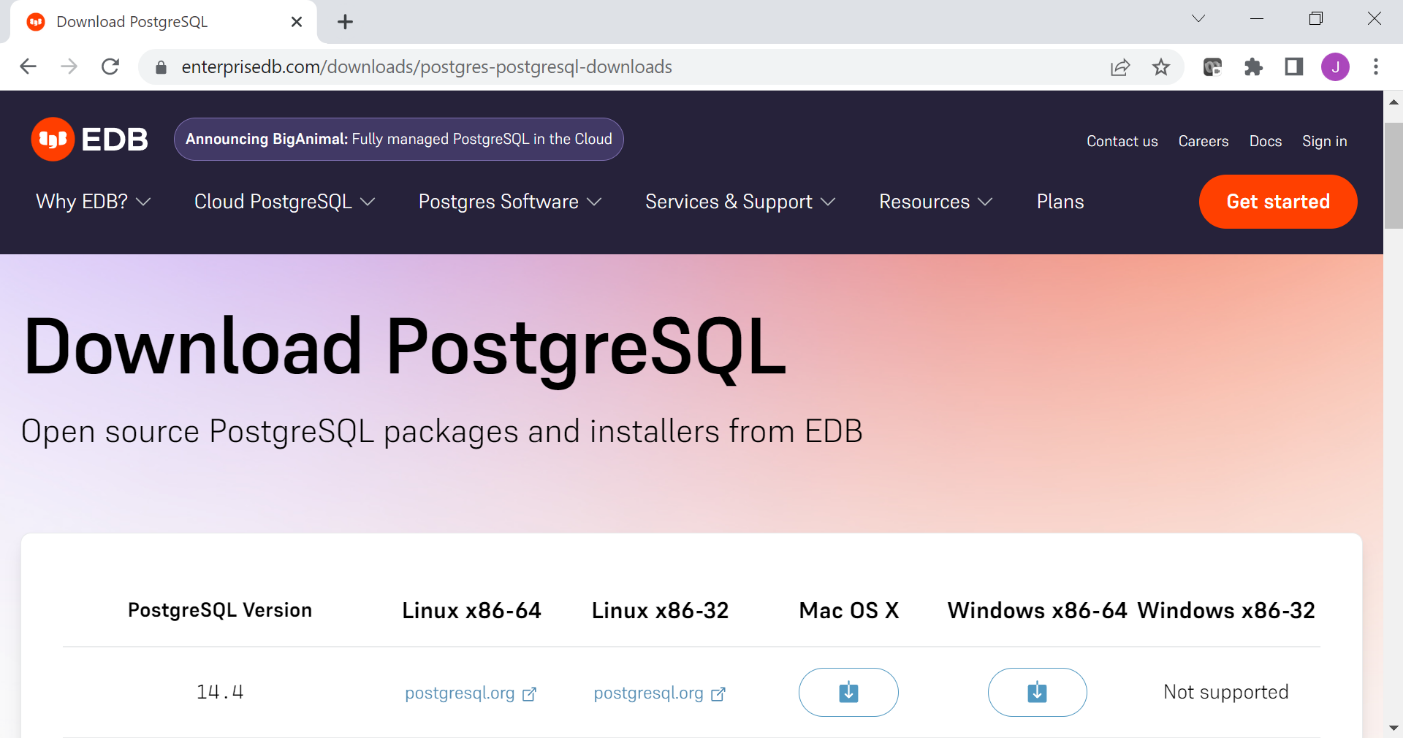 Download PostgreSQL
enterprisedb.com/downloads/postgres-postgresql-downloads
J
EDB
Announcing BigAnimal: Fully managed PostgreSQL in the Cloud
Contact us Careers Docs Sign in
Why EDB? Cloud PostgreSQL Postgres Software Services & Support Resources Plans Get started
Download PostgreSQL
Open source PostgreSQL packages and installers from EDB
PostgreSQL Version Linux x86-64 Linux x86-32 Mac OS X Windows x86-64 Windows x86-32
14.4 postgresql.org postgresql.org Not supported